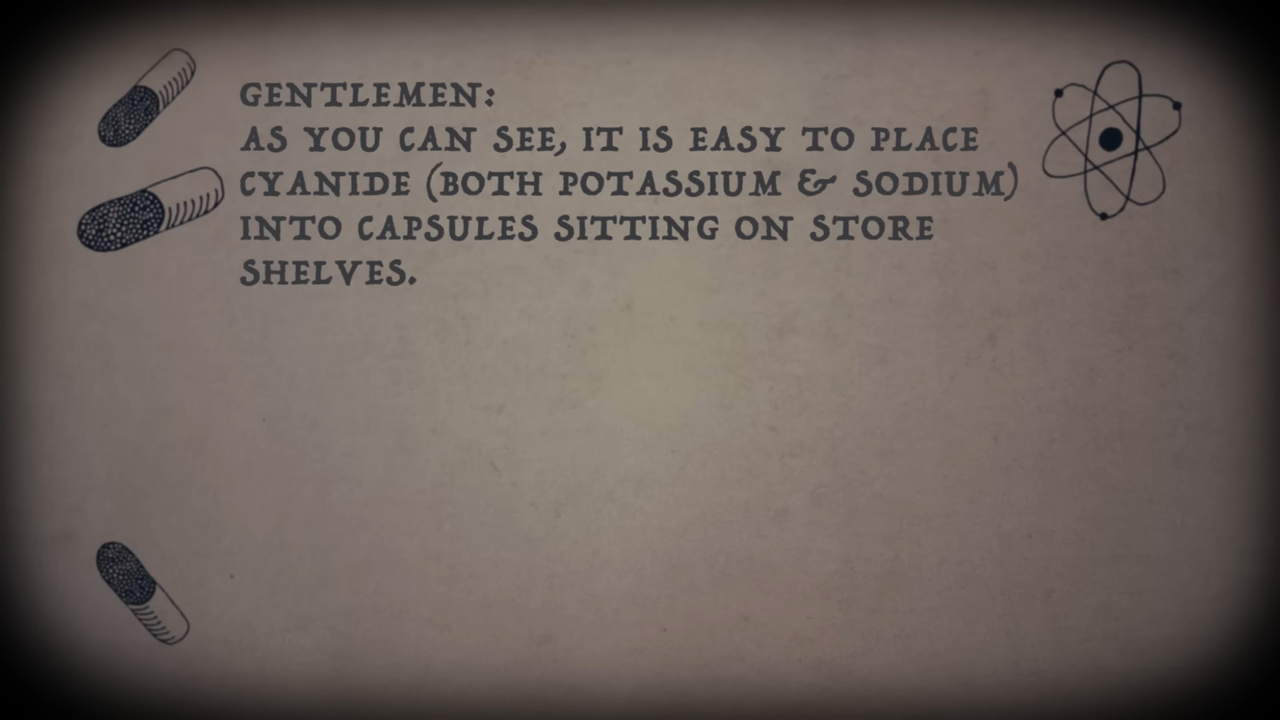 GENTLEMEN:
AS YOU CAN SEE, IT IS EASY TO PLACE
CYANIDE (BOTH POTASSIUM & SODIUM)
INTO CAPSULES SITTING ON STORE
SHELVES.